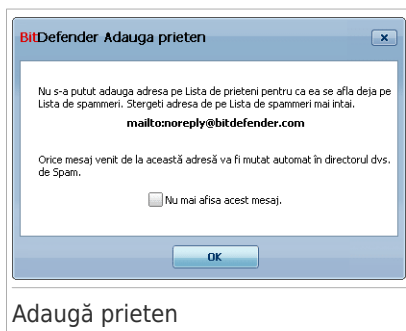 BitDefender Adauga prieten
Nu s-a putut adauga adresa pe Lista de prieteni pentru ca ea se afla deja pe
Lista de spammeri. Stergeti adresa de pe Lista de spammeri mai intai.
mailto:noreply@bitdefender.com
Orice mesaj venit de la această adresă va fi mutat automat în directorul dvs.
de Spam.
Nu mai afisa acest mesaj.
OK
Adaugă prieten